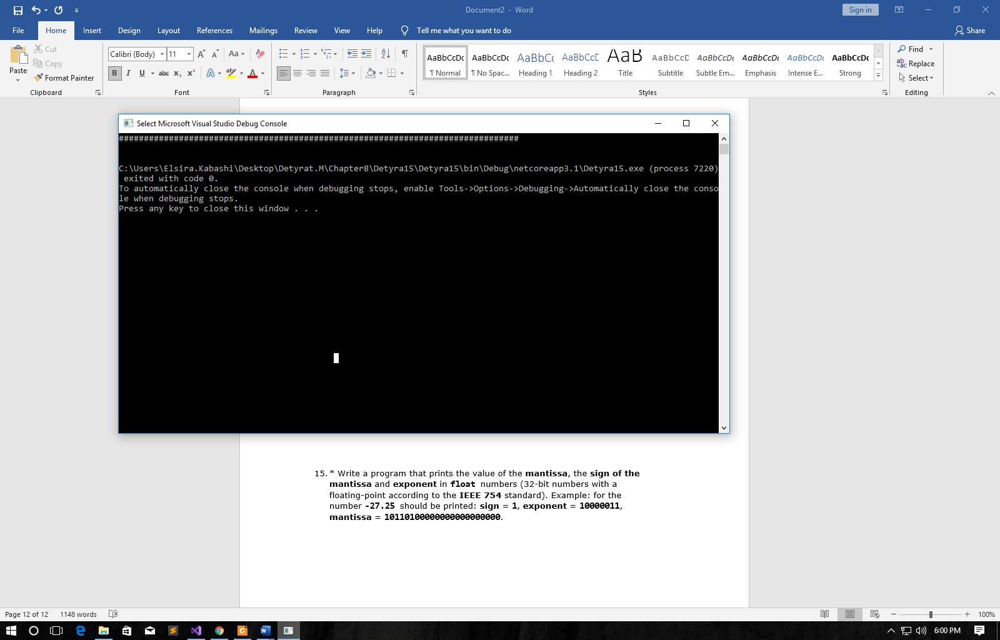 Document2 - Word
Sign in
File Home Insert Design Layout References Mailings Review View Help Tell me what you want to do Share
Paste
Cut
Copy
Format Painter
Clipboard
Calibri (Body) 11
Font
Paragraph
AaBbCcDc AaBbCcDc AaBbCc AaBbCcD AaB AaBbCcD AaBbCcDc AaBbCcDc AaBbCcDc AaBbCcDc
¶ Normal ¶ No Spac... Heading 1 Heading 2 Title Subtitle Subtle Em... Emphasis Intense E... Strong
Styles
Find
Replace
Select
Editing
Select Microsoft Visual Studio Debug Console
################################################################################
C:\Users\Elsira.Kabashi\Desktop\Detyrat.M\Chapter8\Detyra15\Detyra15\bin\Debug\netcoreapp3.1\Detyra15.exe (process 7220)
exited with code 0.
To automatically close the console when debugging stops, enable Tools->Options->Debugging->Automatically close the conso
le when debugging stops.
Press any key to close this window . . .
15. * Write a program that prints the value of the mantissa, the sign of the
mantissa and exponent in float numbers (32-bit numbers with a
floating-point according to the IEEE 754 standard). Example: for the
number -27.25 should be printed: sign = 1, exponent = 10000011,
mantissa = 10110100000000000000000.
Page 12 of 12 1148 words
100%
6:00 PM